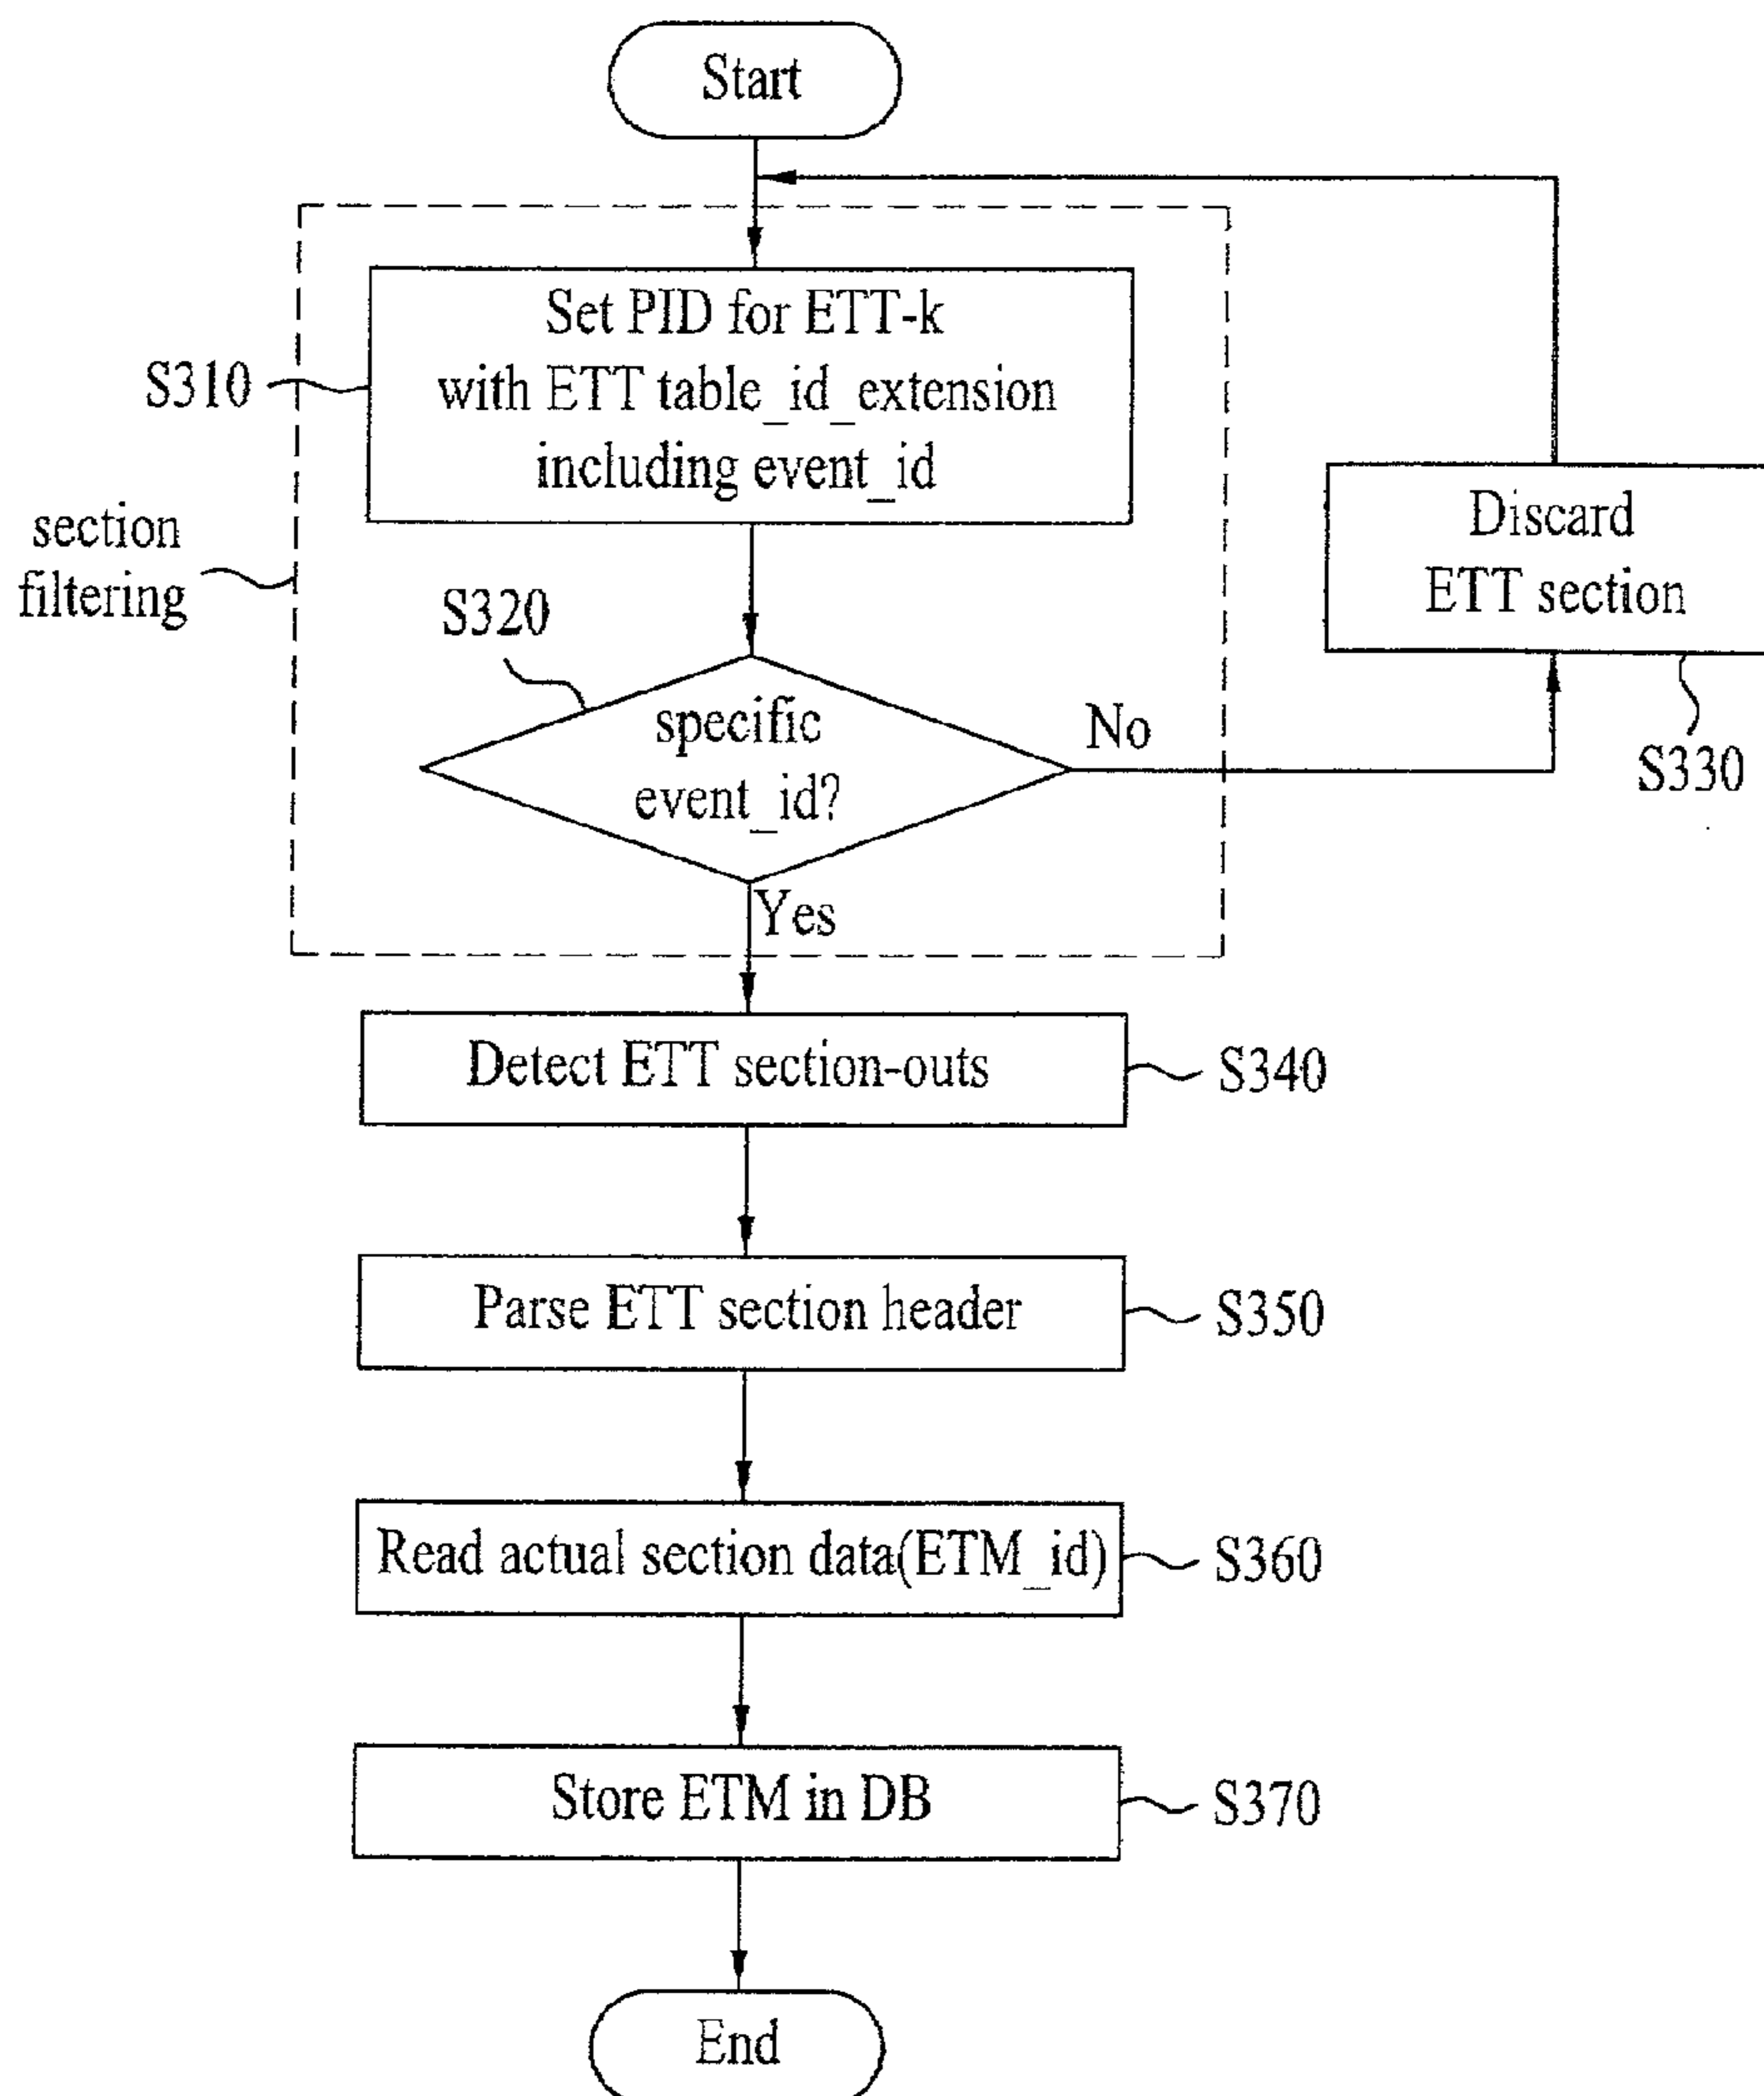 Start
Set PID for ETT-k
with ETT table_id_extension
including event_id
S310
section
filtering
S320
specific
event_id?
No
Yes
Discard
ETT section
S330
Detect ETT section-outs
S340
Parse ETT section header
S350
Read actual section data(ETM_id)
S360
Store ETM in DB
S370
End